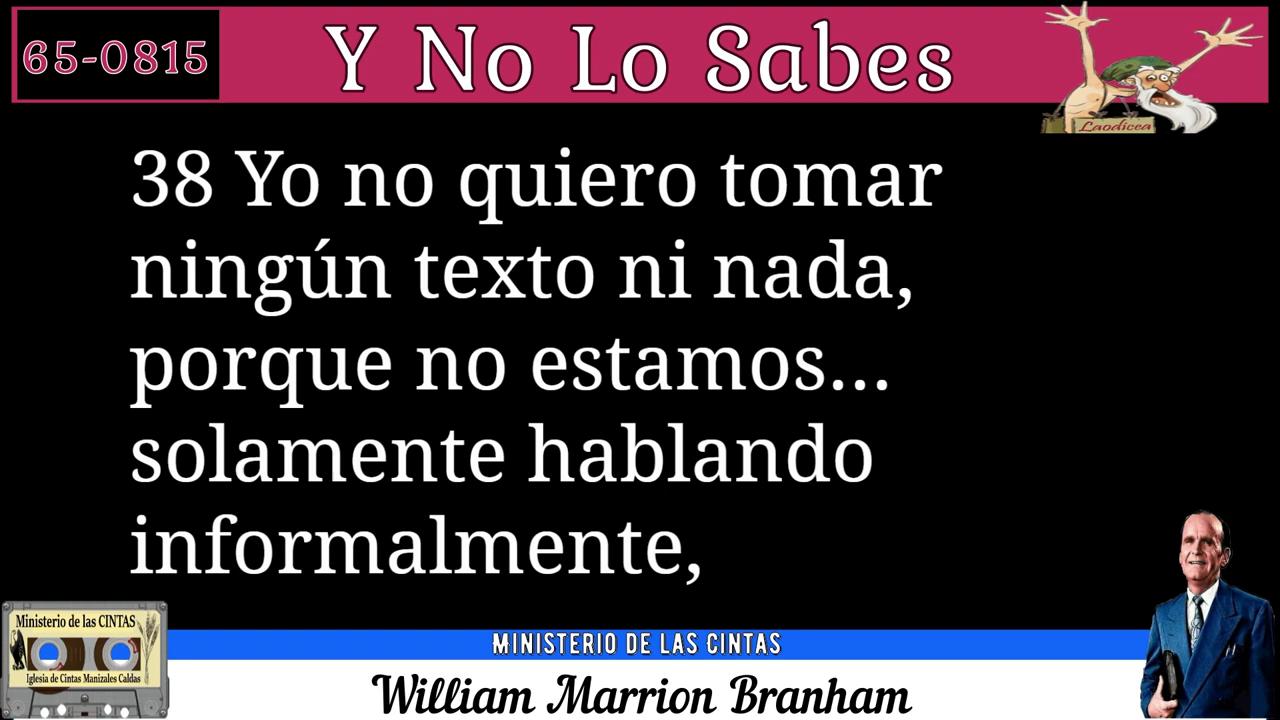 65-0815
Y No Lo Sabes
Laodicea
38 Yo no quiero tomar
ningún texto ni nada,
porque no estamos...
solamente hablando
informalmente,
Ministerio de las CINTAS
Iglesia de Cintas Manizales Caldas
MINISTERIO DE LAS CINTAS
William Marrion Branham